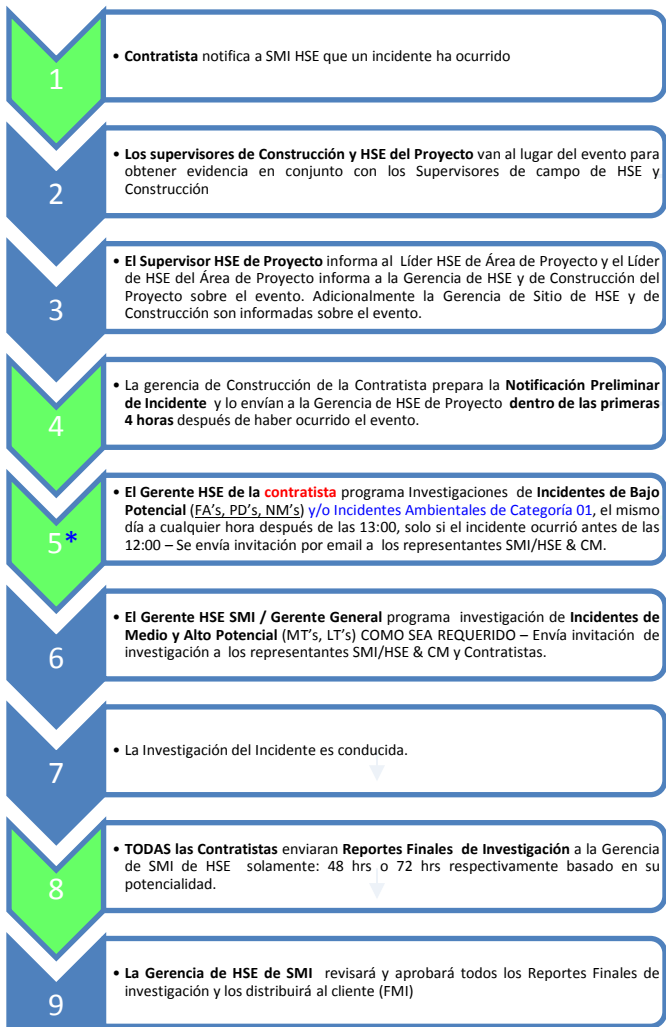 1
• Contratista notifica a SMI HSE que un incidente ha ocurrido
2
• Los supervisores de Construcción y HSE del Proyecto van al lugar del evento para
obtener evidencia en conjunto con los Supervisores de campo de HSE y
Construcción
3
• El Supervisor HSE de Proyecto informa al Líder HSE de Área de Proyecto y el Líder
de HSE del Área de Proyecto informa a la Gerencia de HSE y de Construcción del
Proyecto sobre el evento. Adicionalmente la Gerencia de Sitio de HSE y de
Construcción son informadas sobre el evento.
4
• La gerencia de Construcción de la Contratista prepara la Notificación Preliminar
de Incidente y lo envían a la Gerencia de HSE de Proyecto dentro de las primeras
4 horas después de haber ocurrido el evento.
5*
• El Gerente HSE de la contratista programa Investigaciones de Incidentes de Bajo
Potencial (FA's, PD's, NM's) y/o Incidentes Ambientales de Categoría 01, el mismo
día a cualquier hora después de las 13:00, solo si el incidente ocurrió antes de las
12:00 – Se envía invitación por email a los representantes SMI/HSE & CM.
6
• El Gerente HSE SMI / Gerente General programa investigación de Incidentes de
Medio y Alto Potencial (MT's, LT's) COMO SEA REQUERIDO – Envía invitación de
investigación a los representantes SMI/HSE & CM y Contratistas.
7
• La Investigación del Incidente es conducida.
8
• TODAS las Contratistas enviaran Reportes Finales de Investigación a la Gerencia
de SMI de HSE solamente: 48 hrs o 72 hrs respectivamente basado en su
potencialidad.
9
• La Gerencia de HSE de SMI revisará y aprobará todos los Reportes Finales de
investigación y los distribuirá al cliente (FMI)